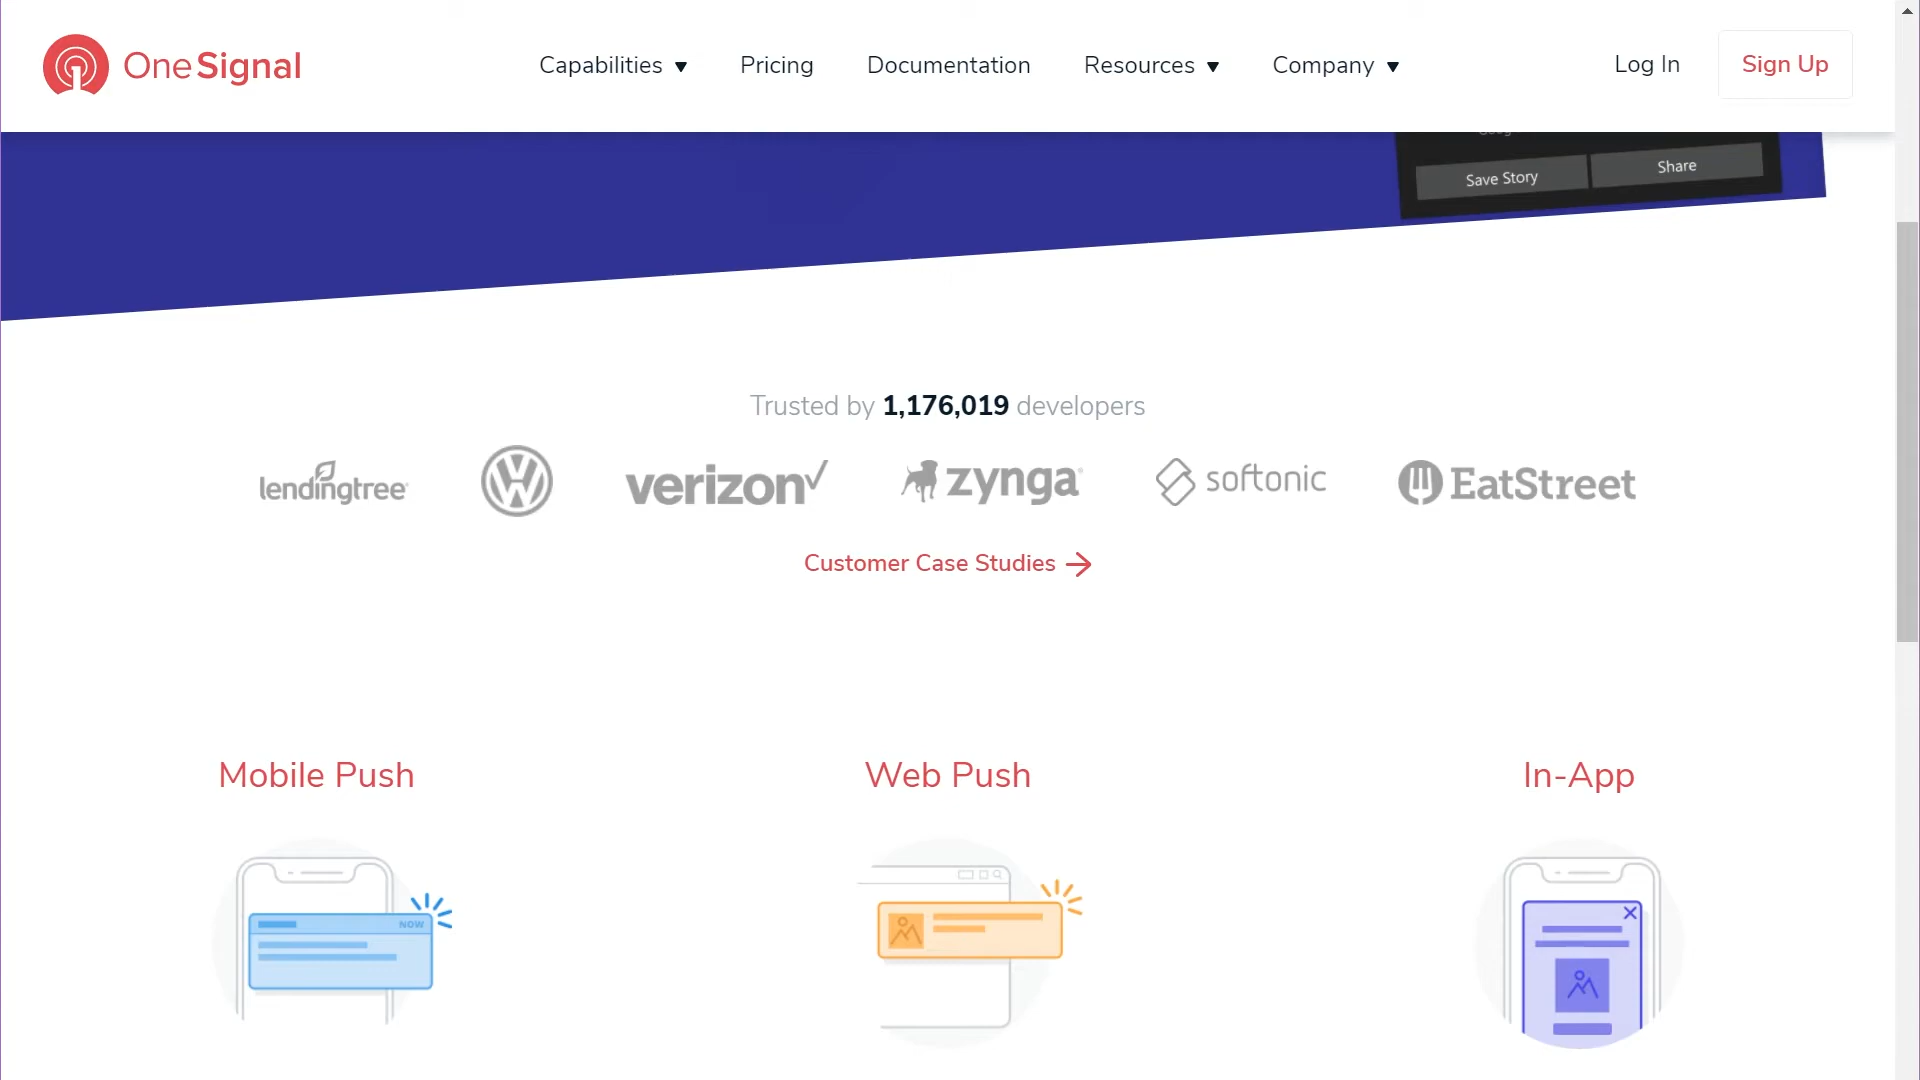 OneSignal
Capabilities ▼ Pricing Documentation Resources ▼ Company ▼ Log In Sign Up
Save Story Share
Trusted by 1,176,019 developers
lendingtree verizon zynga softonic EatStreet
Customer Case Studies →
Mobile Push Web Push In-App
NOW